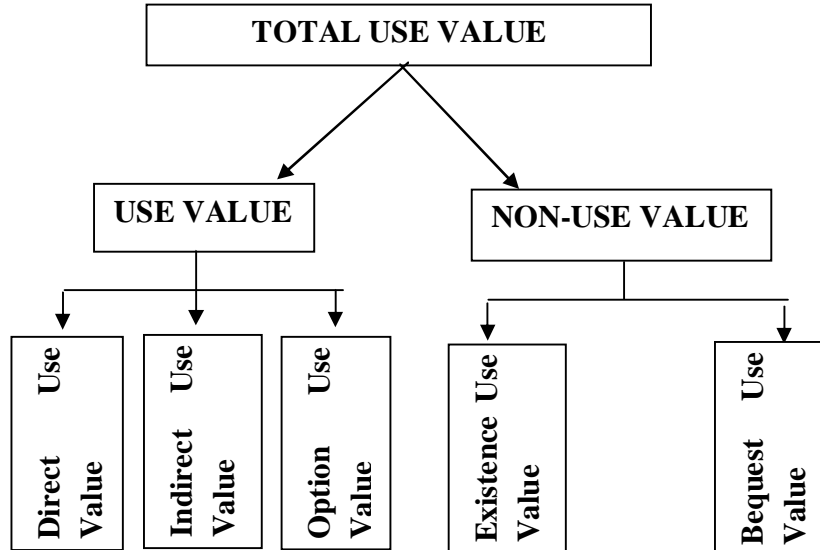 TOTAL USE VALUE
USE VALUE
NON-USE VALUE
Direct Use
Value
Indirect Use
Value
Option Use
Value
Existence Use
Value
Bequest Use
Value